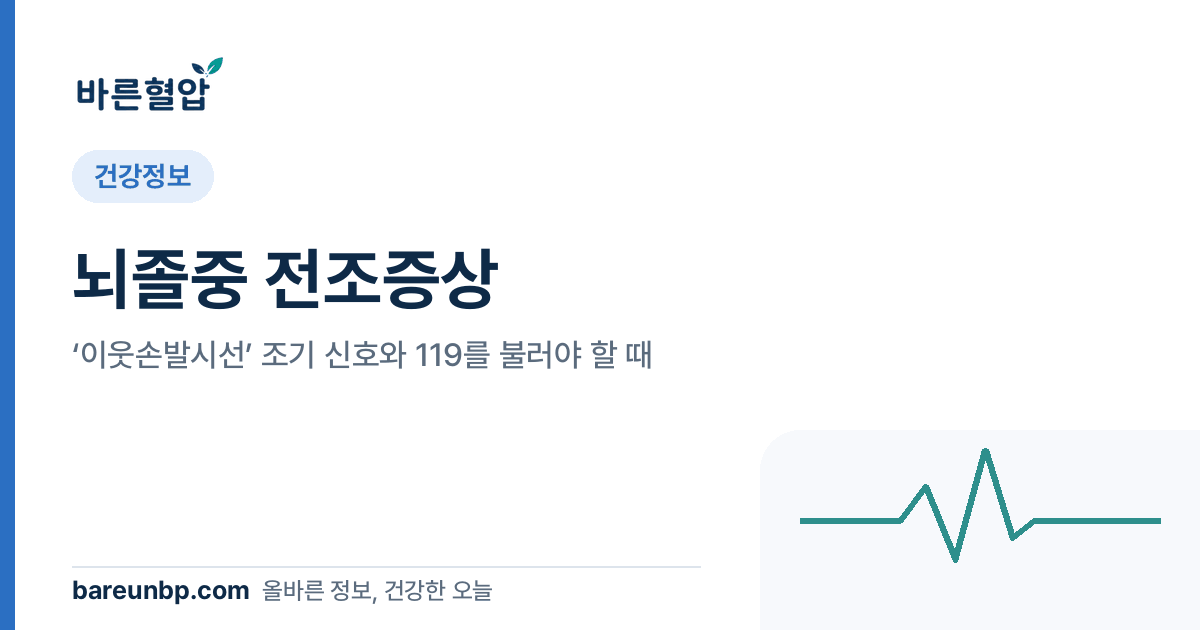 바른혈압
건강정보
뇌졸중 전조증상
‘이웃손발시선’ 조기 신호와 119를 불러야 할 때
bareunbp.com 올바른 정보, 건강한 오늘